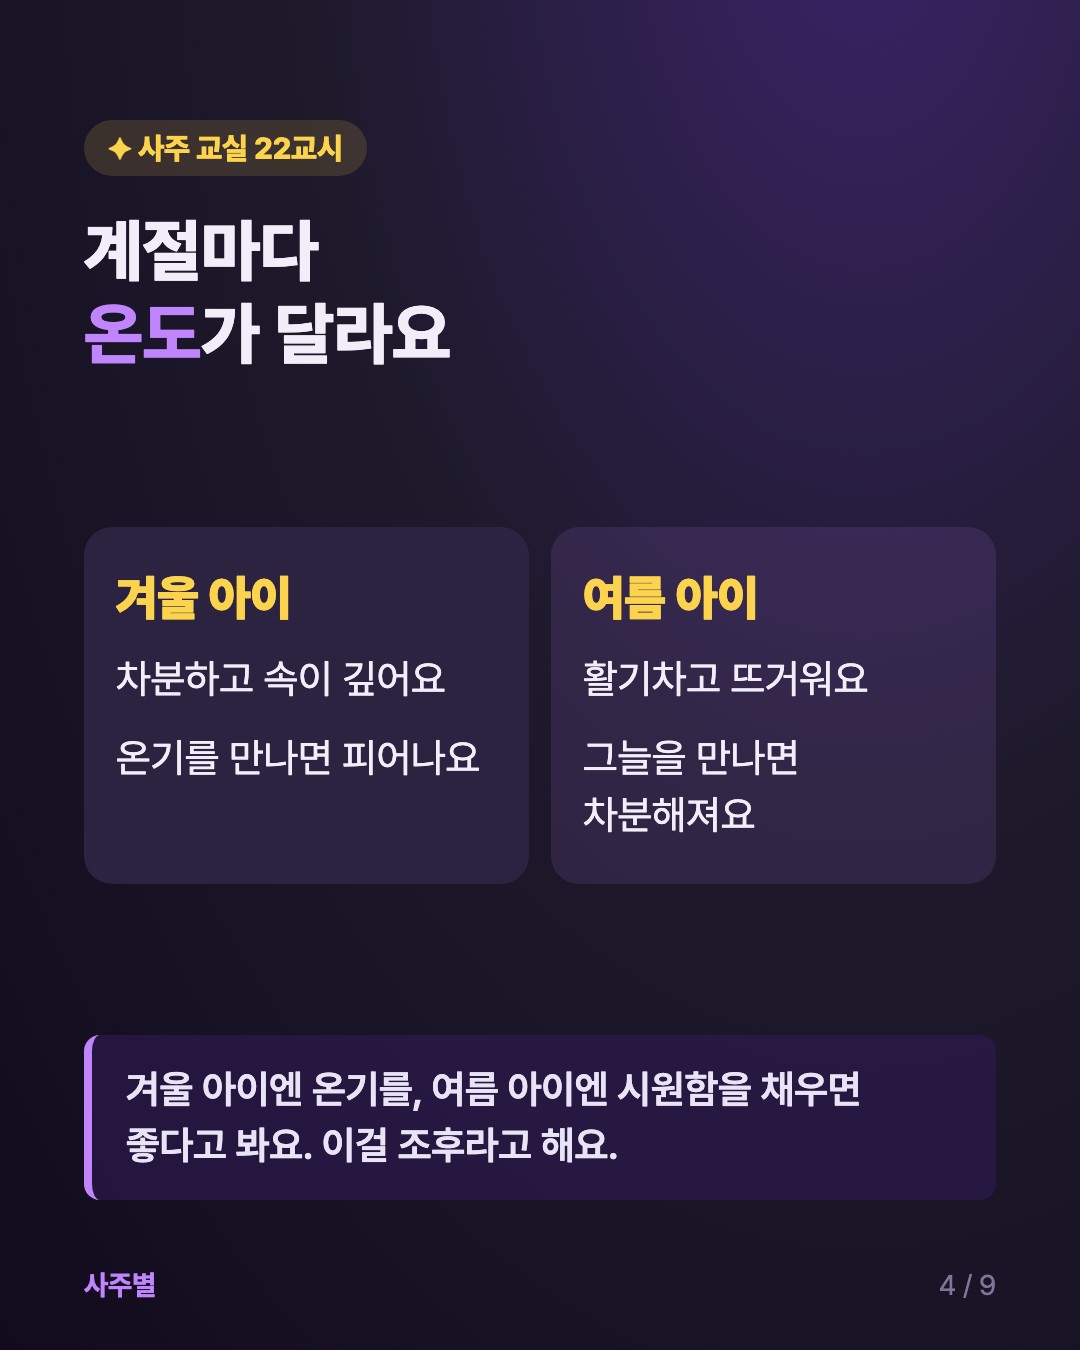 ✦ 사주 교실 22교시
계절마다
온도가 달라요
겨울 아이
차분하고 속이 깊어요
온기를 만나면 피어나요
여름 아이
활기차고 뜨거워요
그늘을 만나면
차분해져요
겨울 아이엔 온기를, 여름 아이엔 시원함을 채우면
좋다고 봐요. 이걸 조후라고 해요.
사주별
4 / 9